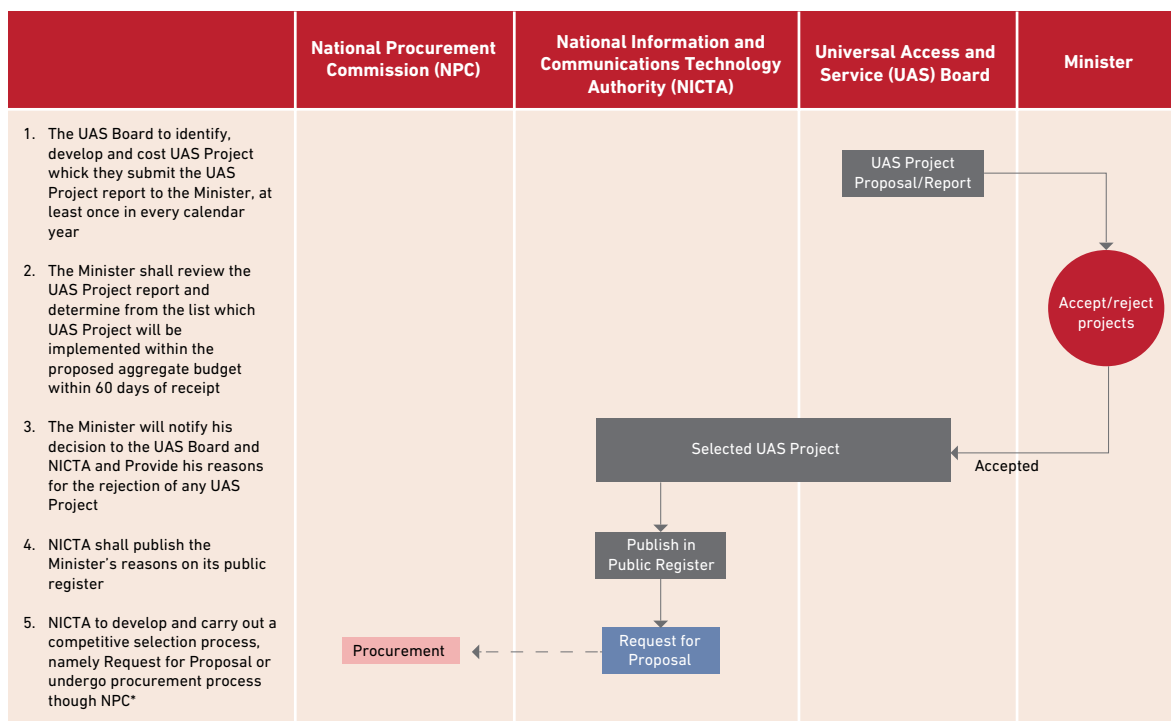 National Procurement
Commission (NPC)
National Information and
Communications Technology
Authority (NICTA)
Universal Access and
Service (UAS) Board
Minister
1. The UAS Board to identify,
develop and cost UAS Project
whick they submit the UAS
Project report to the Minister, at
least once in every calendar
year
2. The Minister shall review the
UAS Project report and
determine from the list which
UAS Project will be
implemented within the
proposed aggregate budget
within 60 days of receipt
3. The Minister will notify his
decision to the UAS Board and
NICTA and Provide his reasons
for the rejection of any UAS
Project
4. NICTA shall publish the
Minister's reasons on its public
register
5. NICTA to develop and carry out a
competitive selection process,
namely Request for Proposal or
undergo procurement process
though NPC*
UAS Project
Proposal/Report
Accept/reject
projects
Selected UAS Project
Accepted
Publish in
Public Register
Request for
Proposal
Procurement